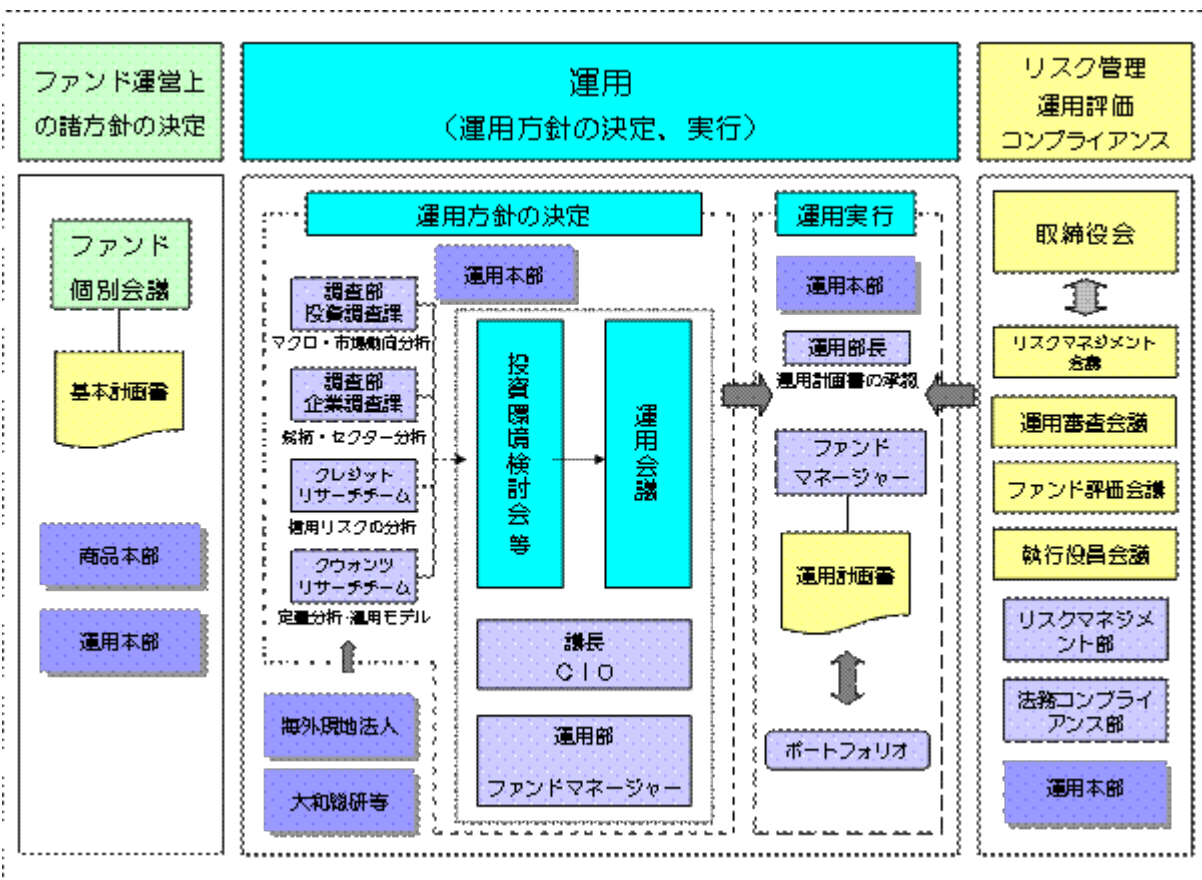 ファンド運営上
の諸方針の決定
運用
（運用方針の決定、実行）
リスク管理
運用評価
コンプライアンス
ファンド
個別会議
基本計画書
商品本部
運用本部
運用方針の決定
運用本部
調査部
投資調査課
マクロ・市場動向分析
調査部
企業調査課
銘柄・セクター分析
クレジット
リサーチチーム
信用リスクの分析
クウォンツ
リサーチチーム
定量分析・運用モデル
海外現地法人
大和総研等
投資環境検討会 等
運用会議
議長
ＣＩＯ
運用部
ファンドマネージャー
運用実行
運用本部
運用部長
運用計画書の承認
ファンド
マネージャー
運用計画書
ポートフォリオ
取締役会
リスクマネジメント
会議
運用審査会議
ファンド評価会議
執行役員会議
リスクマネジメ
ント部
法務コンプライ
アンス部
運用本部